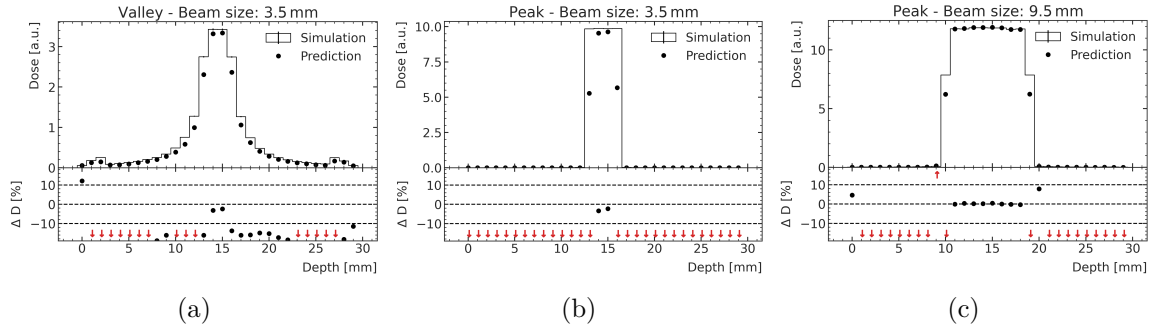 Valley - Beam size: 3.5 mm
Dose [a.u.]
3
2
1
0
Simulation
Prediction
Δ D [%]
10
0
−10
0 5 10 15 20 25 30
Depth [mm]
(a)
Peak - Beam size: 3.5 mm
Dose [a.u.]
10.0
7.5
5.0
2.5
0.0
Simulation
Prediction
Δ D [%]
10
0
−10
0 5 10 15 20 25 30
Depth [mm]
(b)
Peak - Beam size: 9.5 mm
Dose [a.u.]
10
5
0
Simulation
Prediction
Δ D [%]
10
0
−10
0 5 10 15 20 25 30
Depth [mm]
(c)